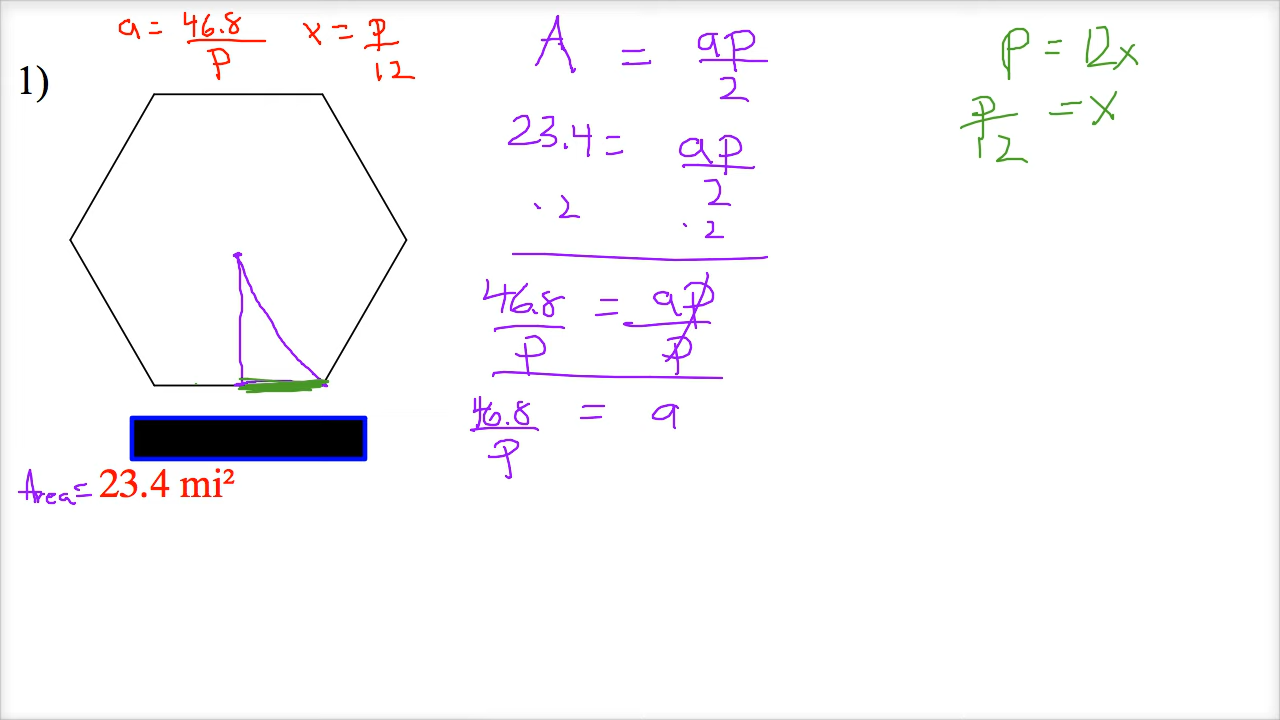 a = 46.8/P x = P/12
1)
Area = 23.4 mi²
A = aP/2
23.4 = aP/2
· 2 · 2
46.8/P = aP/P
46.8/P = a
P = 12x
P/12 = x